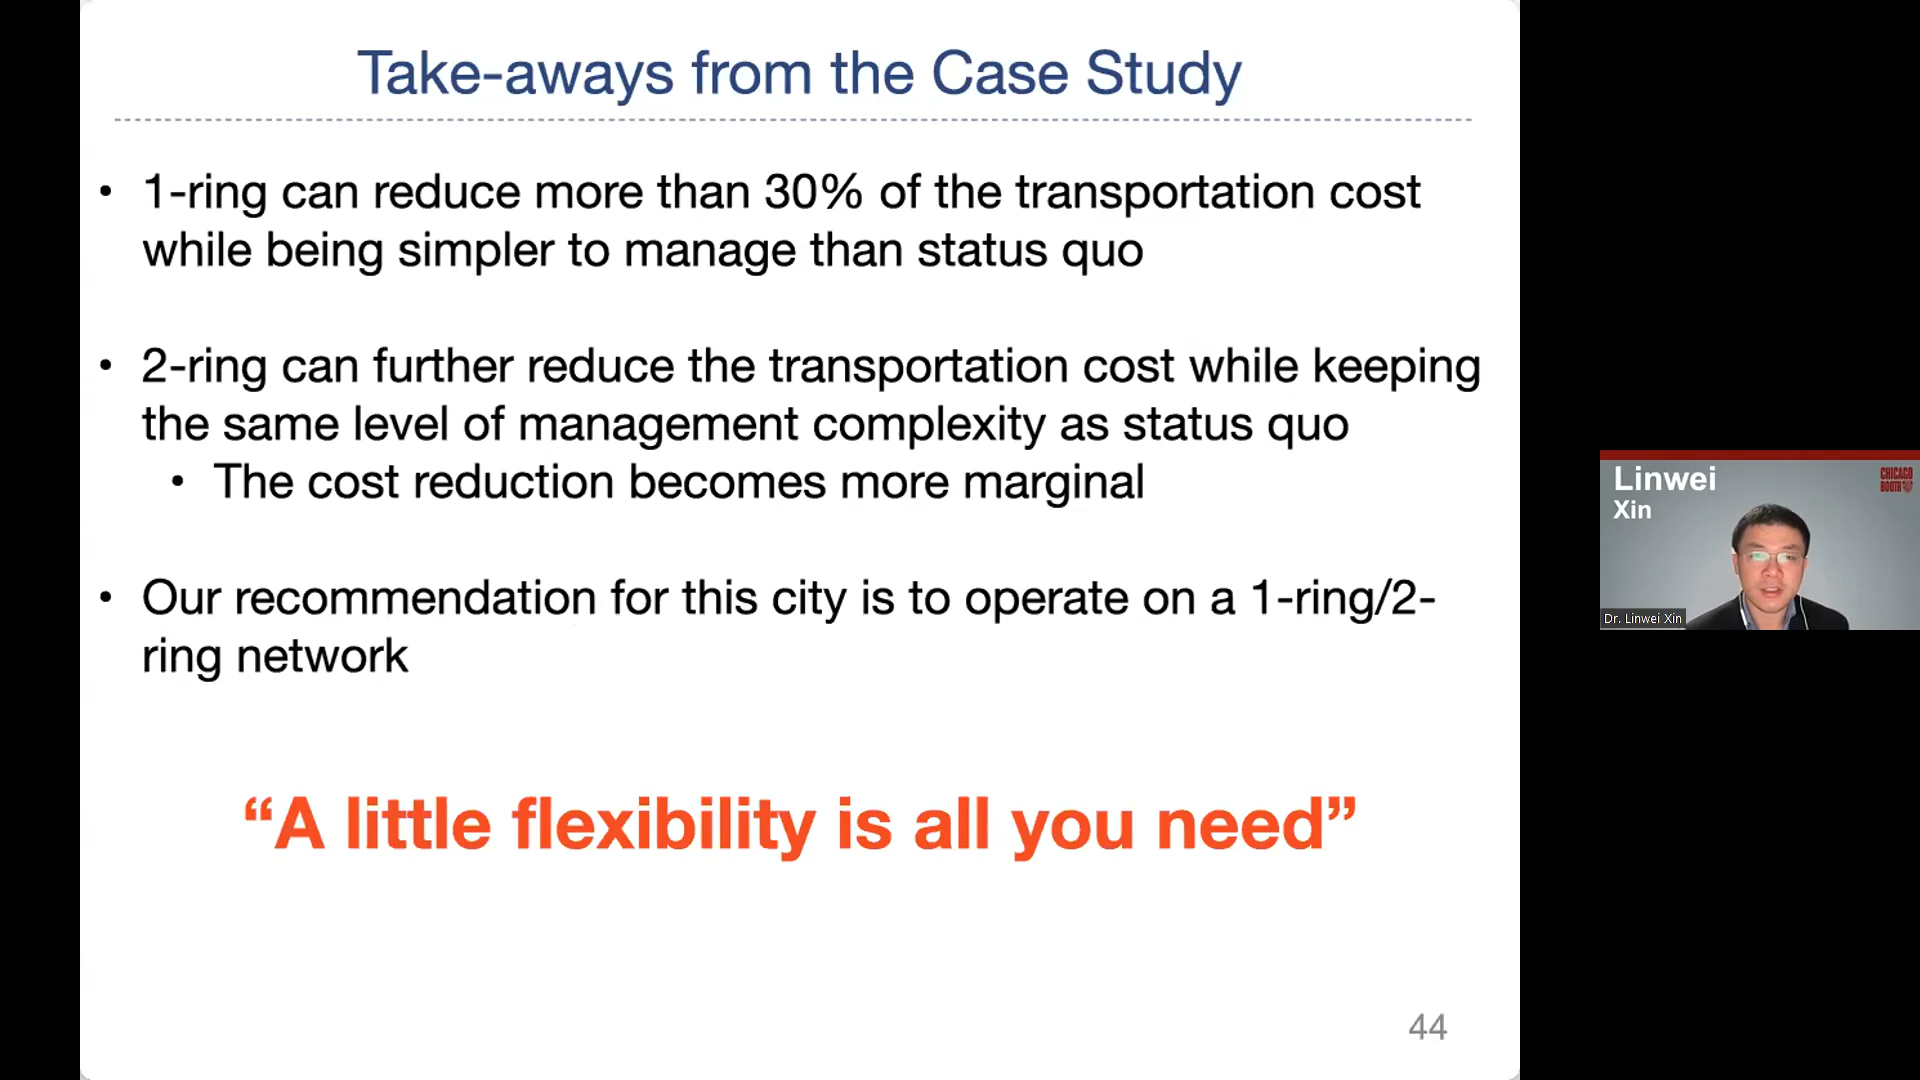 Take-aways from the Case Study
• 1-ring can reduce more than 30% of the transportation cost
while being simpler to manage than status quo
• 2-ring can further reduce the transportation cost while keeping
the same level of management complexity as status quo
• The cost reduction becomes more marginal
• Our recommendation for this city is to operate on a 1-ring/2-
ring network
“A little flexibility is all you need”
44
Linwei
Xin
CHICAGO
BOOTH
Dr. Linwei Xin